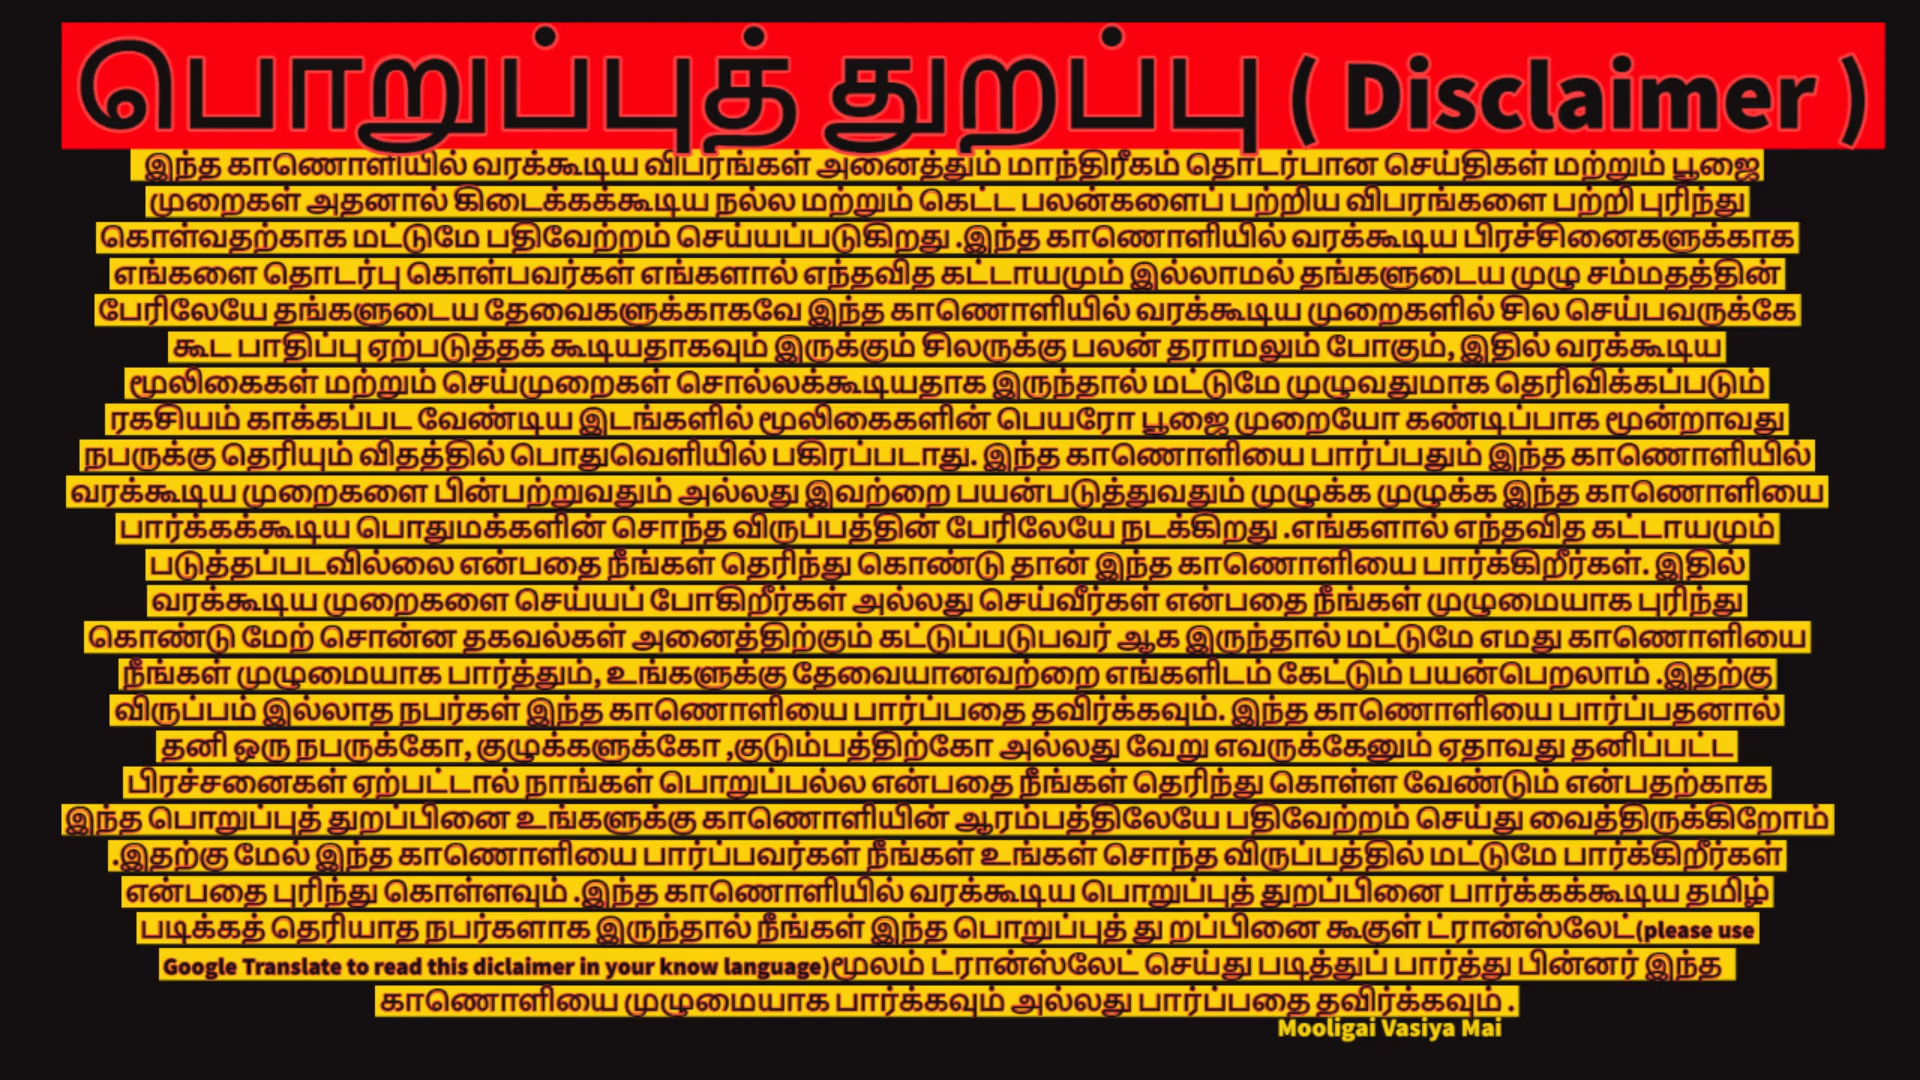 பொறுப்புத் துறப்பு ( Disclaimer )
இந்த காணொளியில் வரக்கூடிய விபரங்கள் அனைத்தும் மாந்திரீகம் தொடர்பான செய்திகள் மற்றும் பூஜை
முறைகள் அதனால் கிடைக்கக்கூடிய நல்ல மற்றும் கெட்ட பலன்களைப் பற்றிய விபரங்களை பற்றி புரிந்து
கொள்வதற்காக மட்டுமே பதிவேற்றம் செய்யப்படுகிறது .இந்த காணொளியில் வரக்கூடிய பிரச்சினைகளுக்காக
எங்களை தொடர்பு கொள்பவர்கள் எங்களால் எந்தவித கட்டாயமும் இல்லாமல் தங்களுடைய முழு சம்மதத்தின்
பேரிலேயே தங்களுடைய தேவைகளுக்காகவே இந்த காணொளியில் வரக்கூடிய முறைகளில் சில செய்பவருக்கே
கூட பாதிப்பு ஏற்படுத்தக் கூடியதாகவும் இருக்கும் சிலருக்கு பலன் தராமலும் போகும், இதில் வரக்கூடிய
மூலிகைகள் மற்றும் செய்முறைகள் சொல்லக்கூடியதாக இருந்தால் மட்டுமே முழுவதுமாக தெரிவிக்கப்படும்
ரகசியம் காக்கப்பட வேண்டிய இடங்களில் மூலிகைகளின் பெயரோ பூஜை முறையோ கண்டிப்பாக மூன்றாவது
நபருக்கு தெரியும் விதத்தில் பொதுவெளியில் பகிரப்படாது. இந்த காணொளியை பார்ப்பதும் இந்த காணொளியில்
வரக்கூடிய முறைகளை பின்பற்றுவதும் அல்லது இவற்றை பயன்படுத்துவதும் முழுக்க முழுக்க இந்த காணொளியை
பார்க்கக்கூடிய பொதுமக்களின் சொந்த விருப்பத்தின் பேரிலேயே நடக்கிறது .எங்களால் எந்தவித கட்டாயமும்
படுத்தப்படவில்லை என்பதை நீங்கள் தெரிந்து கொண்டு தான் இந்த காணொளியை பார்க்கிறீர்கள். இதில்
வரக்கூடிய முறைகளை செய்யப் போகிறீர்கள் அல்லது செய்வீர்கள் என்பதை நீங்கள் முழுமையாக புரிந்து
கொண்டு மேற் சொன்ன தகவல்கள் அனைத்திற்கும் கட்டுப்படுபவர் ஆக இருந்தால் மட்டுமே எமது காணொளியை
நீங்கள் முழுமையாக பார்த்தும், உங்களுக்கு தேவையானவற்றை எங்களிடம் கேட்டும் பயன்பெறலாம் .இதற்கு
விருப்பம் இல்லாத நபர்கள் இந்த காணொளியை பார்ப்பதை தவிர்க்கவும். இந்த காணொளியை பார்ப்பதனால்
தனி ஒரு நபருக்கோ, குழுக்களுக்கோ ,குடும்பத்திற்கோ அல்லது வேறு எவருக்கேனும் ஏதாவது தனிப்பட்ட
பிரச்சனைகள் ஏற்பட்டால் நாங்கள் பொறுப்பல்ல என்பதை நீங்கள் தெரிந்து கொள்ள வேண்டும் என்பதற்காக
இந்த பொறுப்புத் துறப்பினை உங்களுக்கு காணொளியின் ஆரம்பத்திலேயே பதிவேற்றம் செய்து வைத்திருக்கிறோம்
.இதற்கு மேல் இந்த காணொளியை பார்ப்பவர்கள் நீங்கள் உங்கள் சொந்த விருப்பத்தில் மட்டுமே பார்க்கிறீர்கள்
என்பதை புரிந்து கொள்ளவும் .இந்த காணொளியில் வரக்கூடிய பொறுப்புத் துறப்பினை பார்க்கக்கூடிய தமிழ்
படிக்கத் தெரியாத நபர்களாக இருந்தால் நீங்கள் இந்த பொறுப்புத் து றப்பினை கூகுள் ட்ரான்ஸ்லேட்(please use
Google Translate to read this diclaimer in your know language)மூலம் ட்ரான்ஸ்லேட் செய்து படித்துப் பார்த்து பின்னர் இந்த
காணொளியை முழுமையாக பார்க்கவும் அல்லது பார்ப்பதை தவிர்க்கவும் .
Mooligai Vasiya Mai